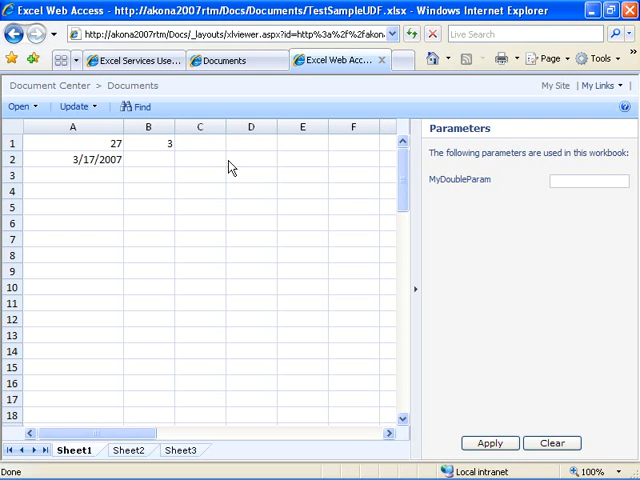 Excel Web Access - http://akona2007rtm/Docs/Documents/TestSampleUDF.xlsx - Windows Internet Explorer
http://akona2007rtm/Docs/_layouts/xlviewer.aspx?id=http%3a%2f%2fakon
Live Search
Excel Services Use...
Documents
Excel Web Access -...
Page
Tools
Document Center > Documents
My Site
My Links
Open
Update
Find
A B C D E F
1 27 3
2 3/17/2007
3
4
5
6
7
8
9
10
11
12
13
14
15
16
17
18
Sheet1
Sheet2
Sheet3
Parameters
The following parameters are used in this workbook:
MyDoubleParam
Apply
Clear
Done
Local intranet
100%